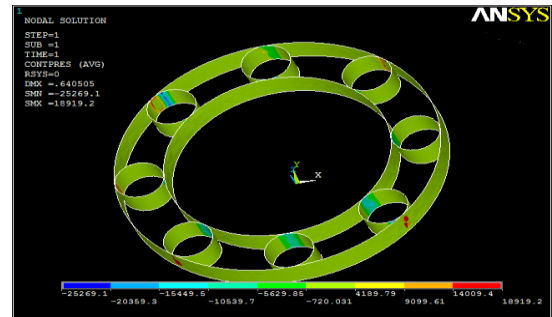 1
NODAL SOLUTION
ANSYS
STEP=1
SUB =1
TIME=1
CONTPRES (AVG)
RSYS=0
DMX =.640505
SMN =-25269.1
SMX =18919.2
Y
X
-25269.1 -15449.5 -5629.85 4189.79 14009.4
-20359.3 -10539.7 -720.031 9099.61 18919.2